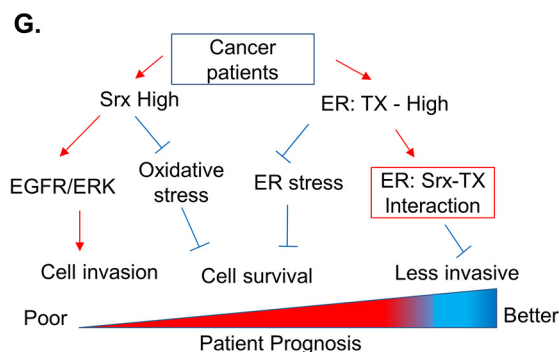 G.
Cancer
patients
Srx High
ER: TX - High
EGFR/ERK
Oxidative
stress
ER stress
ER: Srx-TX
Interaction
Cell invasion
Cell survival
Less invasive
Poor
Better
Patient Prognosis